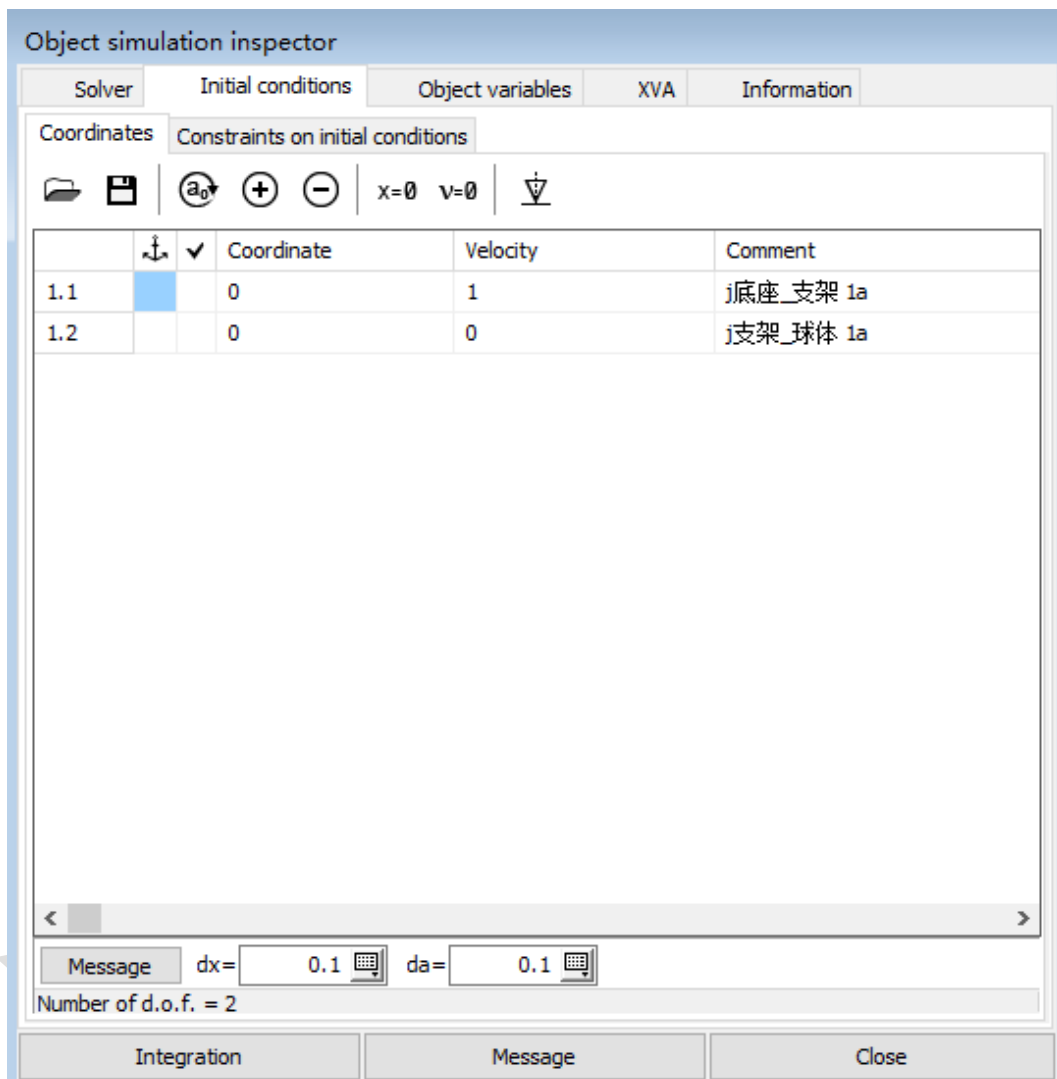 Object simulation inspector
Solver Initial conditions Object variables XVA Information
Coordinates Constraints on initial conditions
a₀ x=0 v=0
Coordinate Velocity Comment
1.1 0 1 j底座_支架 1a
1.2 0 0 j支架_球体 1a
Message dx= 0.1 da= 0.1
Number of d.o.f. = 2
Integration Message Close